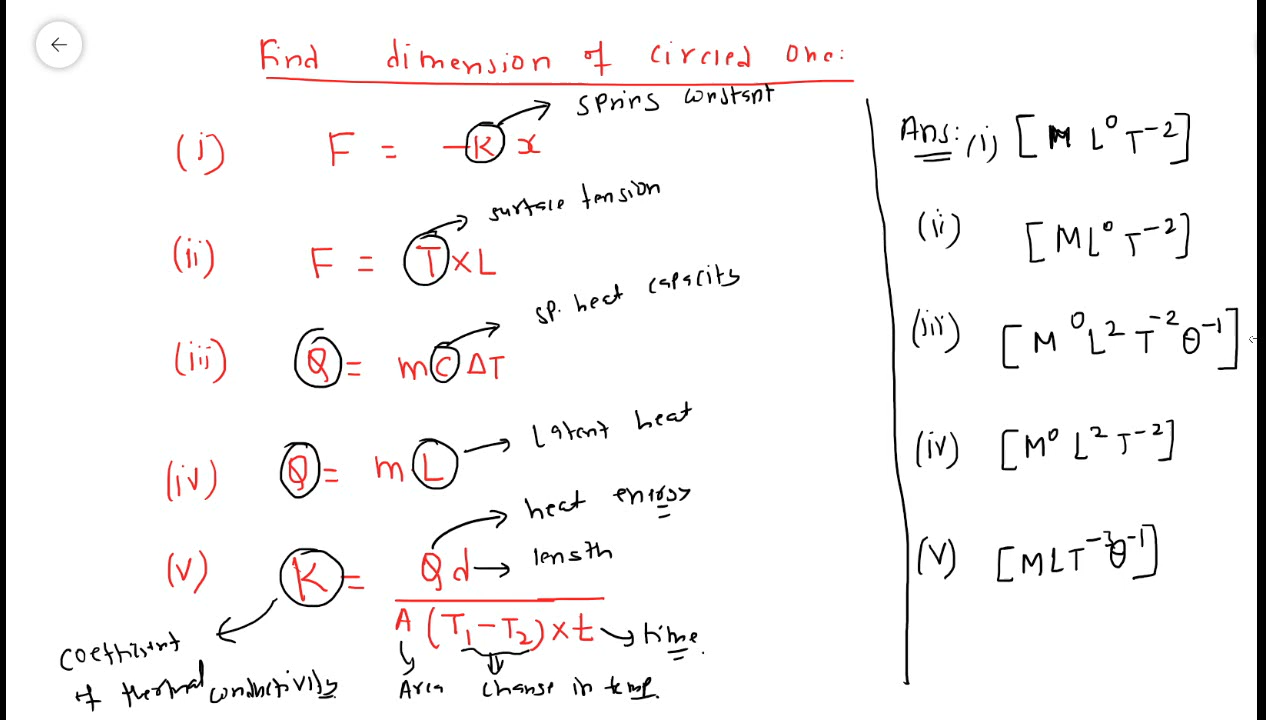 Find dimension of circled one:
(i) F = -K x
spring constant
(ii) F = T × L
surface tension
(iii) Q = m C ΔT
sp. heat capacity
(iv) Q = m L
Latent heat
(v) K = Q d
A (T₁ - T₂) × t
heat energy
length
time.
Area
change in temp.
coefficient
of thermal conductivity
Ans: (i) [M L⁰ T⁻²]
(ii) [M L⁰ T⁻²]
(iii) [M⁰ L² T⁻² θ⁻¹]
(iv) [M⁰ L² T⁻²]
(v) [M L T⁻³ θ⁻¹]